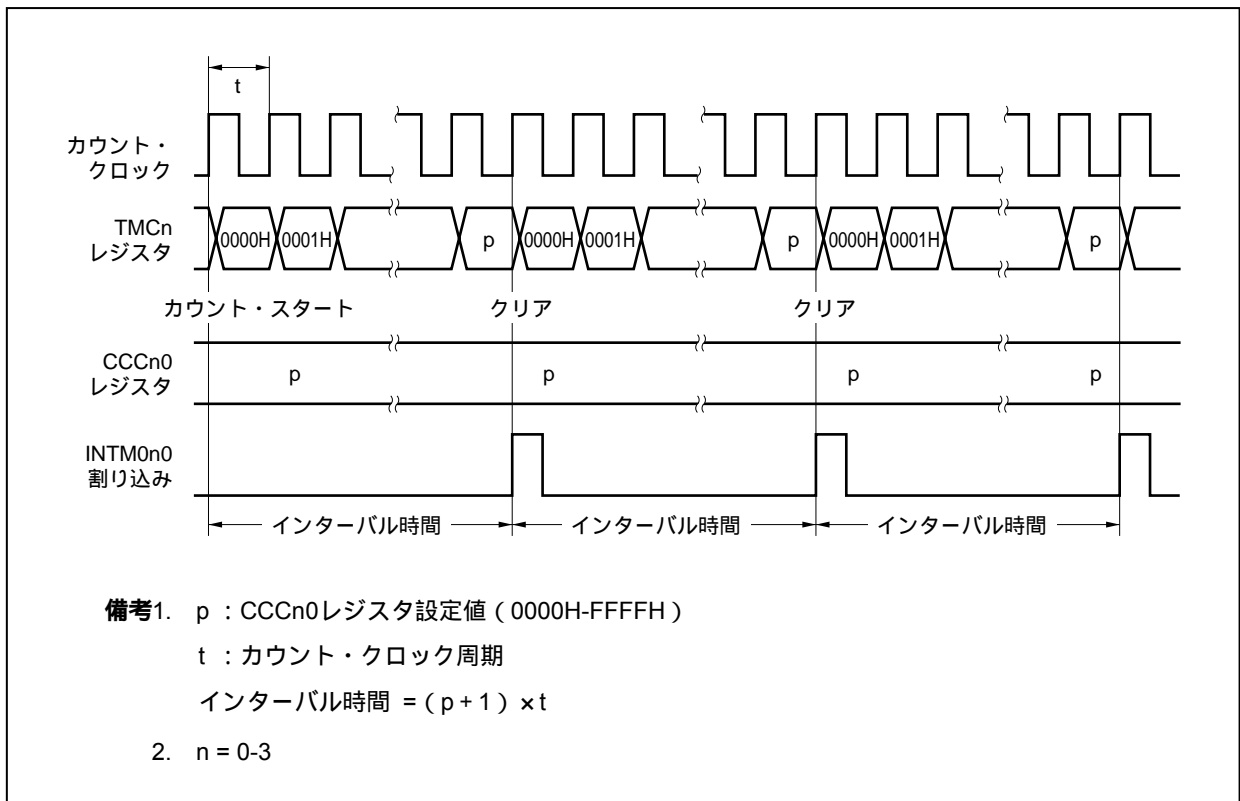 t
カウント・
クロック
TMCn
レジスタ
0000H 0001H p 0000H 0001H p 0000H 0001H p
カウント・スタート クリア クリア
CCCn0
レジスタ
p p p p
INTM0n0
割り込み
インターバル時間 インターバル時間 インターバル時間
備考1. p ：CCCn0レジスタ設定値（0000H-FFFFH）
t ：カウント・クロック周期
インターバル時間 =（p + 1）×t
2. n = 0-3